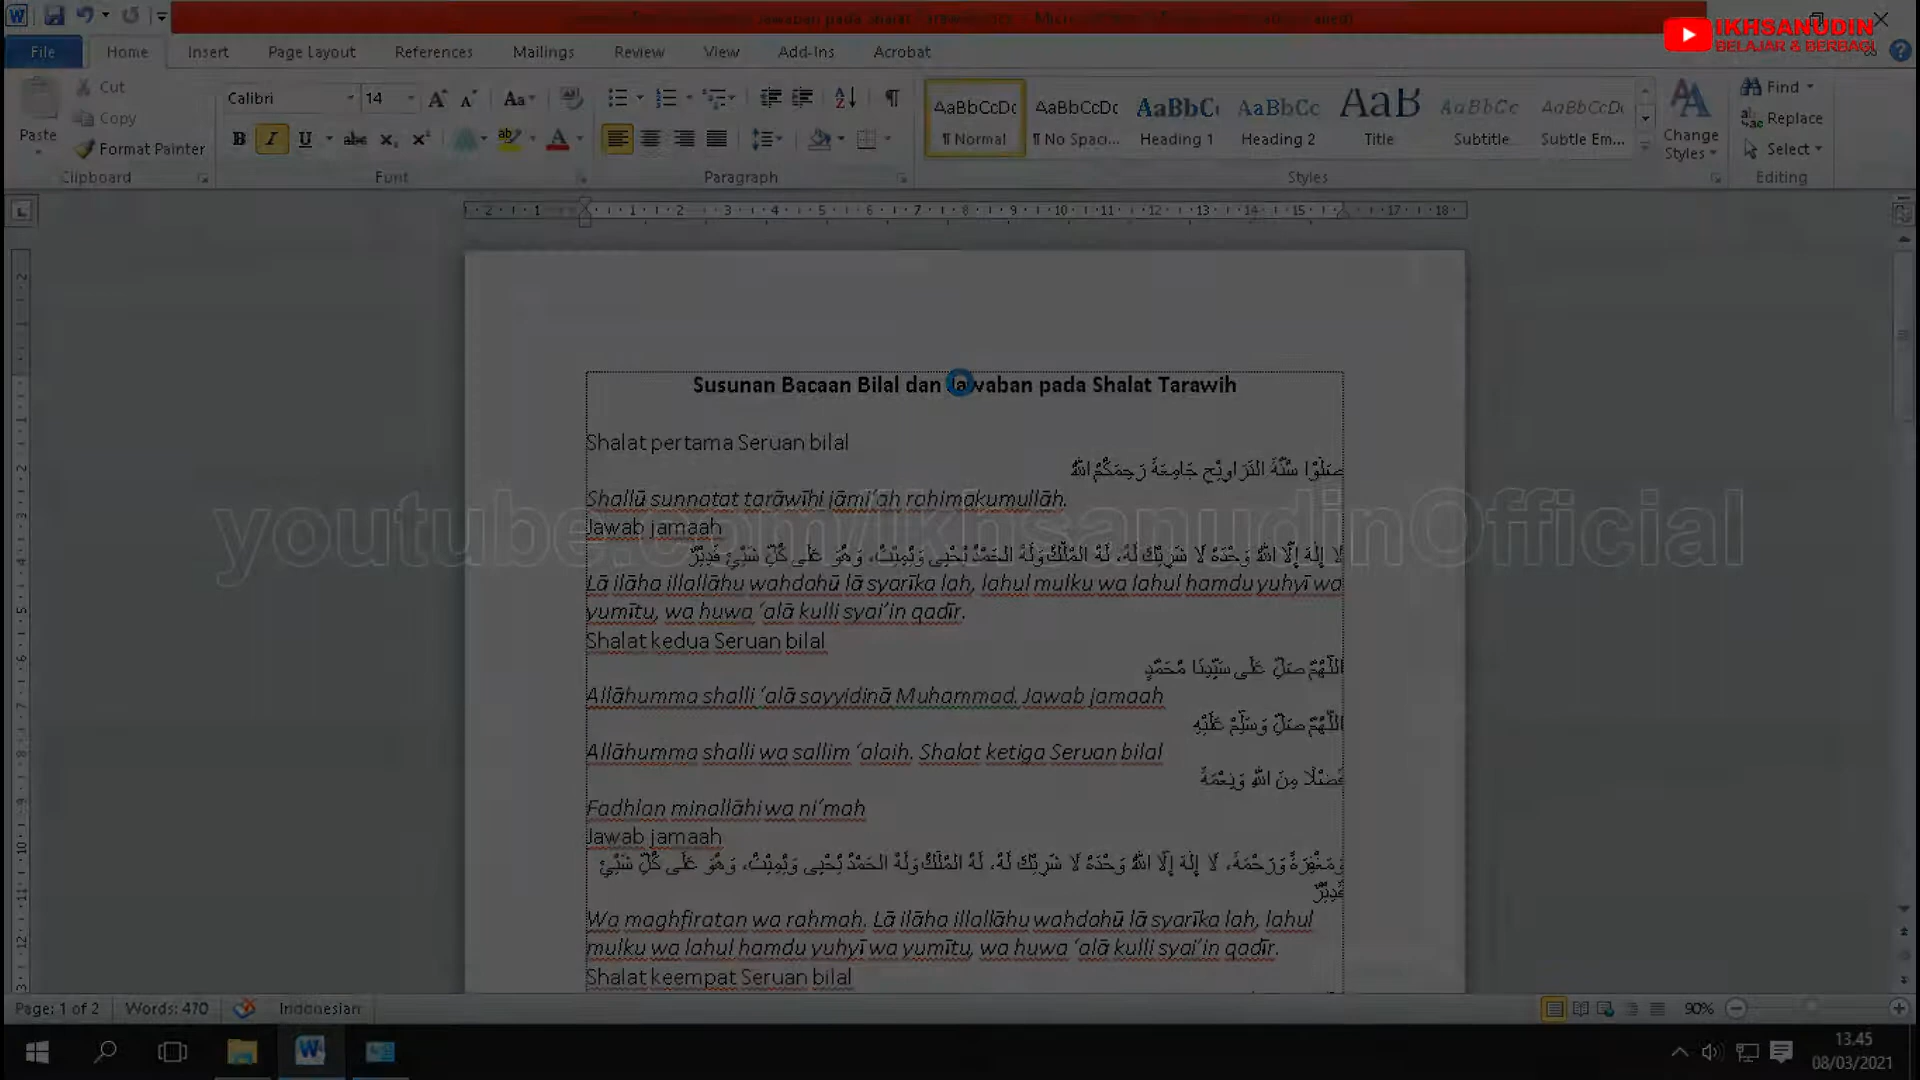 IKHSANUDIN
BELAJAR & BERBAGI
File Home Insert Page Layout References Mailings Review View Add-Ins Acrobat
Paste
Cut
Copy
Format Painter
Clipboard
Calibri 14
Font
Paragraph
AaBbCcDc AaBbCcDc AaBbC AaBbCc AaB AaBbCc AaBbCcDc
¶ Normal ¶ No Spaci... Heading 1 Heading 2 Title Subtitle Subtle Em...
Styles
Change Styles
Find
Replace
Select
Editing
Susunan Bacaan Bilal dan Jawaban pada Shalat Tarawih
Shalat pertama Seruan bilal
صَلُّوْا سُنَّةَ التَّرَاوِيْحِ جَامِعَةً رَحِمَكُمُ اللهُ
Shallū sunnatat tarāwīhi jāmi‘ah rahimakumullāh.
Jawab jamaah
لَا إِلٰهَ إِلَّا اللهُ وَحْدَهُ لَا شَرِيْكَ لَهُ، لَهُ الْمُلْكُ وَلَهُ الْحَمْدُ يُحْيِى وَيُمِيْتُ، وَهُوَ عَلَى كُلِّ شَيْئٍ قَدِيْرٌ
Lā ilāha illallāhu wahdahū lā syarīka lah, lahul mulku wa lahul hamdu yuhyī wa
yumītu, wa huwa ‘alā kulli syai’in qadīr.
Shalat kedua Seruan bilal
اللّٰهُمَّ صَلِّ عَلَى سَيِّدِنَا مُحَمَّدٍ
Allāhumma shalli ‘alā sayyidinā Muhammad. Jawab jamaah
اللّٰهُمَّ صَلِّ وَسَلِّمْ عَلَيْهِ
Allāhumma shalli wa sallim ‘alaih. Shalat ketiga Seruan bilal
فَضْلًا مِنَ اللهِ وَنِعْمَةً
Fadhlan minallāhi wa ni‘mah
Jawab jamaah
وَمَغْفِرَةً وَرَحْمَةً، لَا إِلٰهَ إِلَّا اللهُ وَحْدَهُ لَا شَرِيْكَ لَهُ، لَهُ الْمُلْكُ وَلَهُ الْحَمْدُ يُحْيِى وَيُمِيْتُ، وَهُوَ عَلَى كُلِّ شَيْئٍ
قَدِيْرٌ
Wa maghfiratan wa rahmah. Lā ilāha illallāhu wahdahū lā syarīka lah, lahul
mulku wa lahul hamdu yuhyī wa yumītu, wa huwa ‘alā kulli syai’in qadīr.
Shalat keempat Seruan bilal
youtube.com/IkhsanudinOfficial
Page: 1 of 2 Words: 470 Indonesian 90%
13.45
08/03/2021